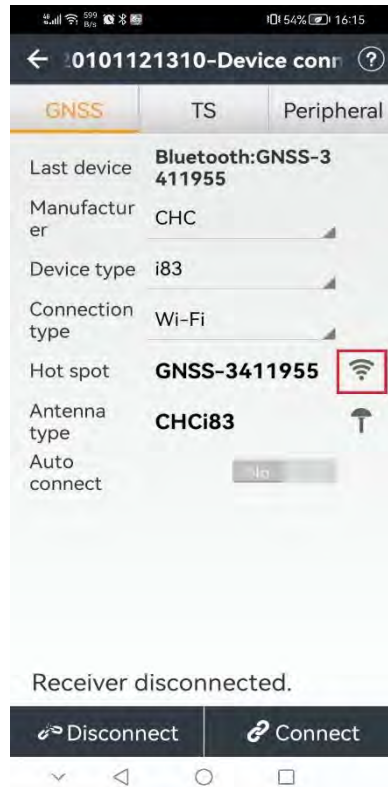 599 B/s 54% 16:15
20101121310-Device conn ?
GNSS TS Peripheral
Last device Bluetooth:GNSS-3
411955
Manufactur
er CHC
Device type i83
Connection
type Wi-Fi
Hot spot GNSS-3411955
Antenna
type CHCi83
Auto
connect No
Receiver disconnected.
Disconnect Connect